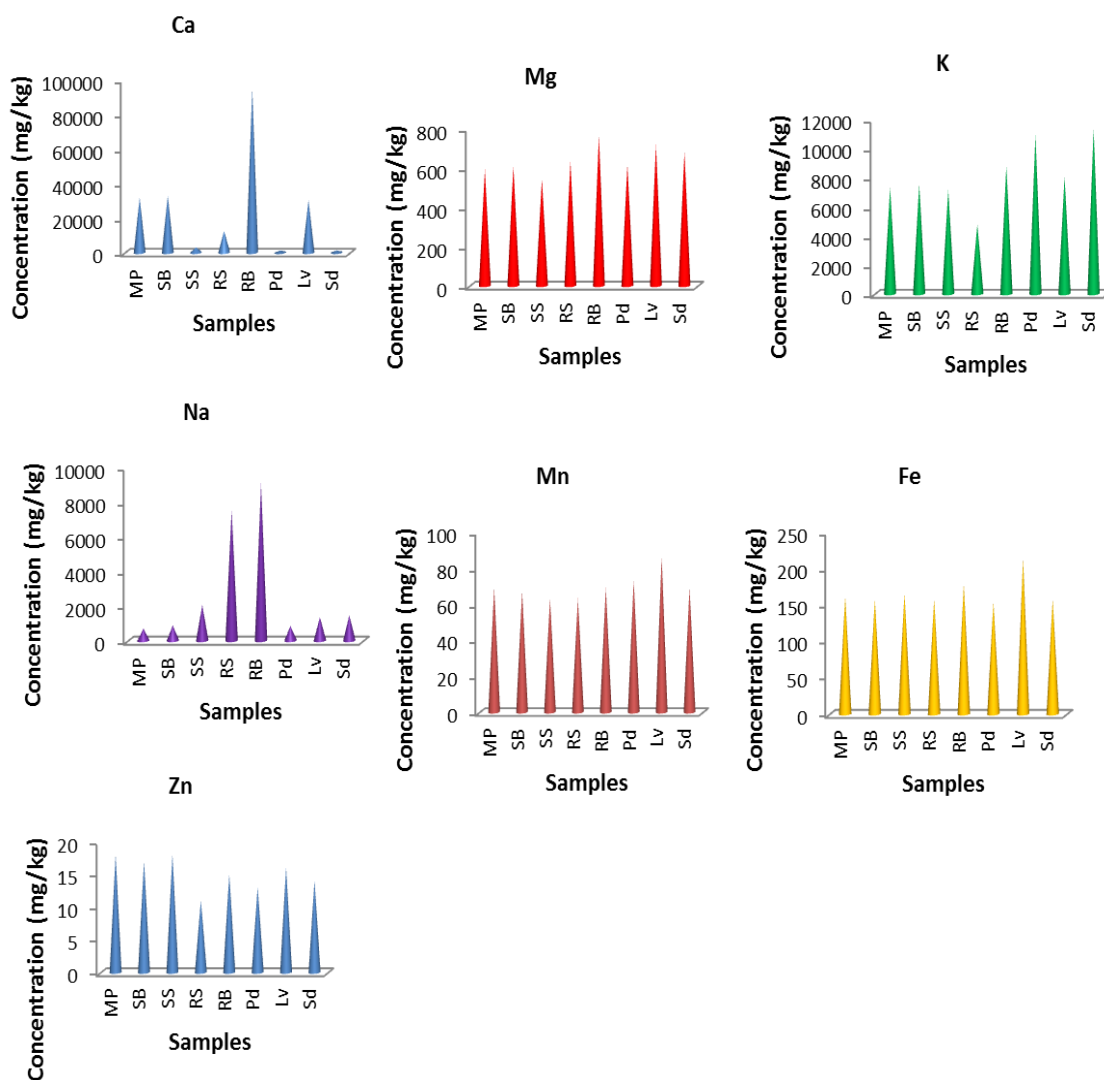 Ca
Concentration (mg/kg)
100000
80000
60000
40000
20000
0
MP SB SS RS RB Pd Lv Sd
Samples
Mg
Concentration (mg/kg)
800
600
400
200
0
MP SB SS RS RB Pd Lv Sd
Samples
K
Concentration (mg/kg)
12000
10000
8000
6000
4000
2000
0
MP SB SS RS RB Pd Lv Sd
Samples
Na
Concentration (mg/kg)
10000
8000
6000
4000
2000
0
MP SB SS RS RB Pd Lv Sd
Samples
Mn
Concentration (mg/kg)
100
80
60
40
20
0
MP SB SS RS RB Pd Lv Sd
Samples
Fe
Concentration (mg/kg)
250
200
150
100
50
0
MP SB SS RS RB Pd Lv Sd
Samples
Zn
Concentration (mg/kg)
20
15
10
5
0
MP SB SS RS RB Pd Lv Sd
Samples